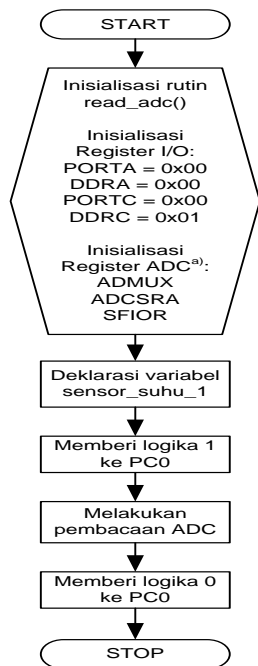 START
Inisialisasi rutin
read_adc()
Inisialisasi
Register I/O:
PORTA = 0x00
DDRA = 0x00
PORTC = 0x00
DDRC = 0x01
Inisialisasi
Register ADCᵃ⁾:
ADMUX
ADCSRA
SFIOR
Deklarasi variabel
sensor_suhu_1
Memberi logika 1
ke PC0
Melakukan
pembacaan ADC
Memberi logika 0
ke PC0
STOP